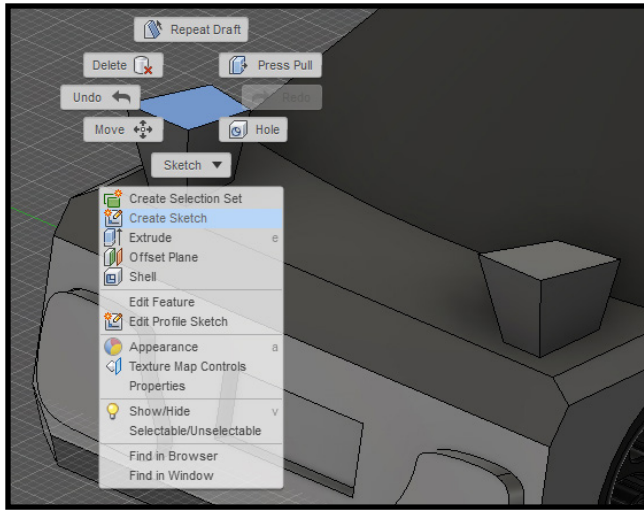 Repeat Draft
Delete
Press Pull
Undo
Redo
Move
Hole
Sketch
Create Selection Set
Create Sketch
Extrude e
Offset Plane
Shell
Edit Feature
Edit Profile Sketch
Appearance a
Texture Map Controls
Properties
Show/Hide v
Selectable/Unselectable
Find in Browser
Find in Window